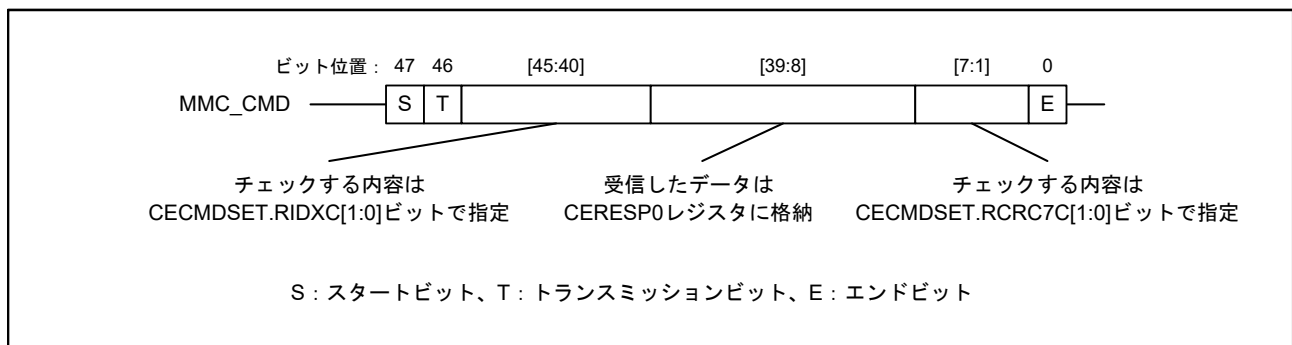 ビット位置： 47 46 [45:40] [39:8] [7:1] 0
MMC_CMD S T E
チェックする内容は 受信したデータは チェックする内容は
CECMDSET.RIDXC[1:0]ビットで指定 CERESP0レジスタに格納 CECMDSET.RCRC7C[1:0]ビットで指定
S：スタートビット、T：トランスミッションビット、E：エンドビット